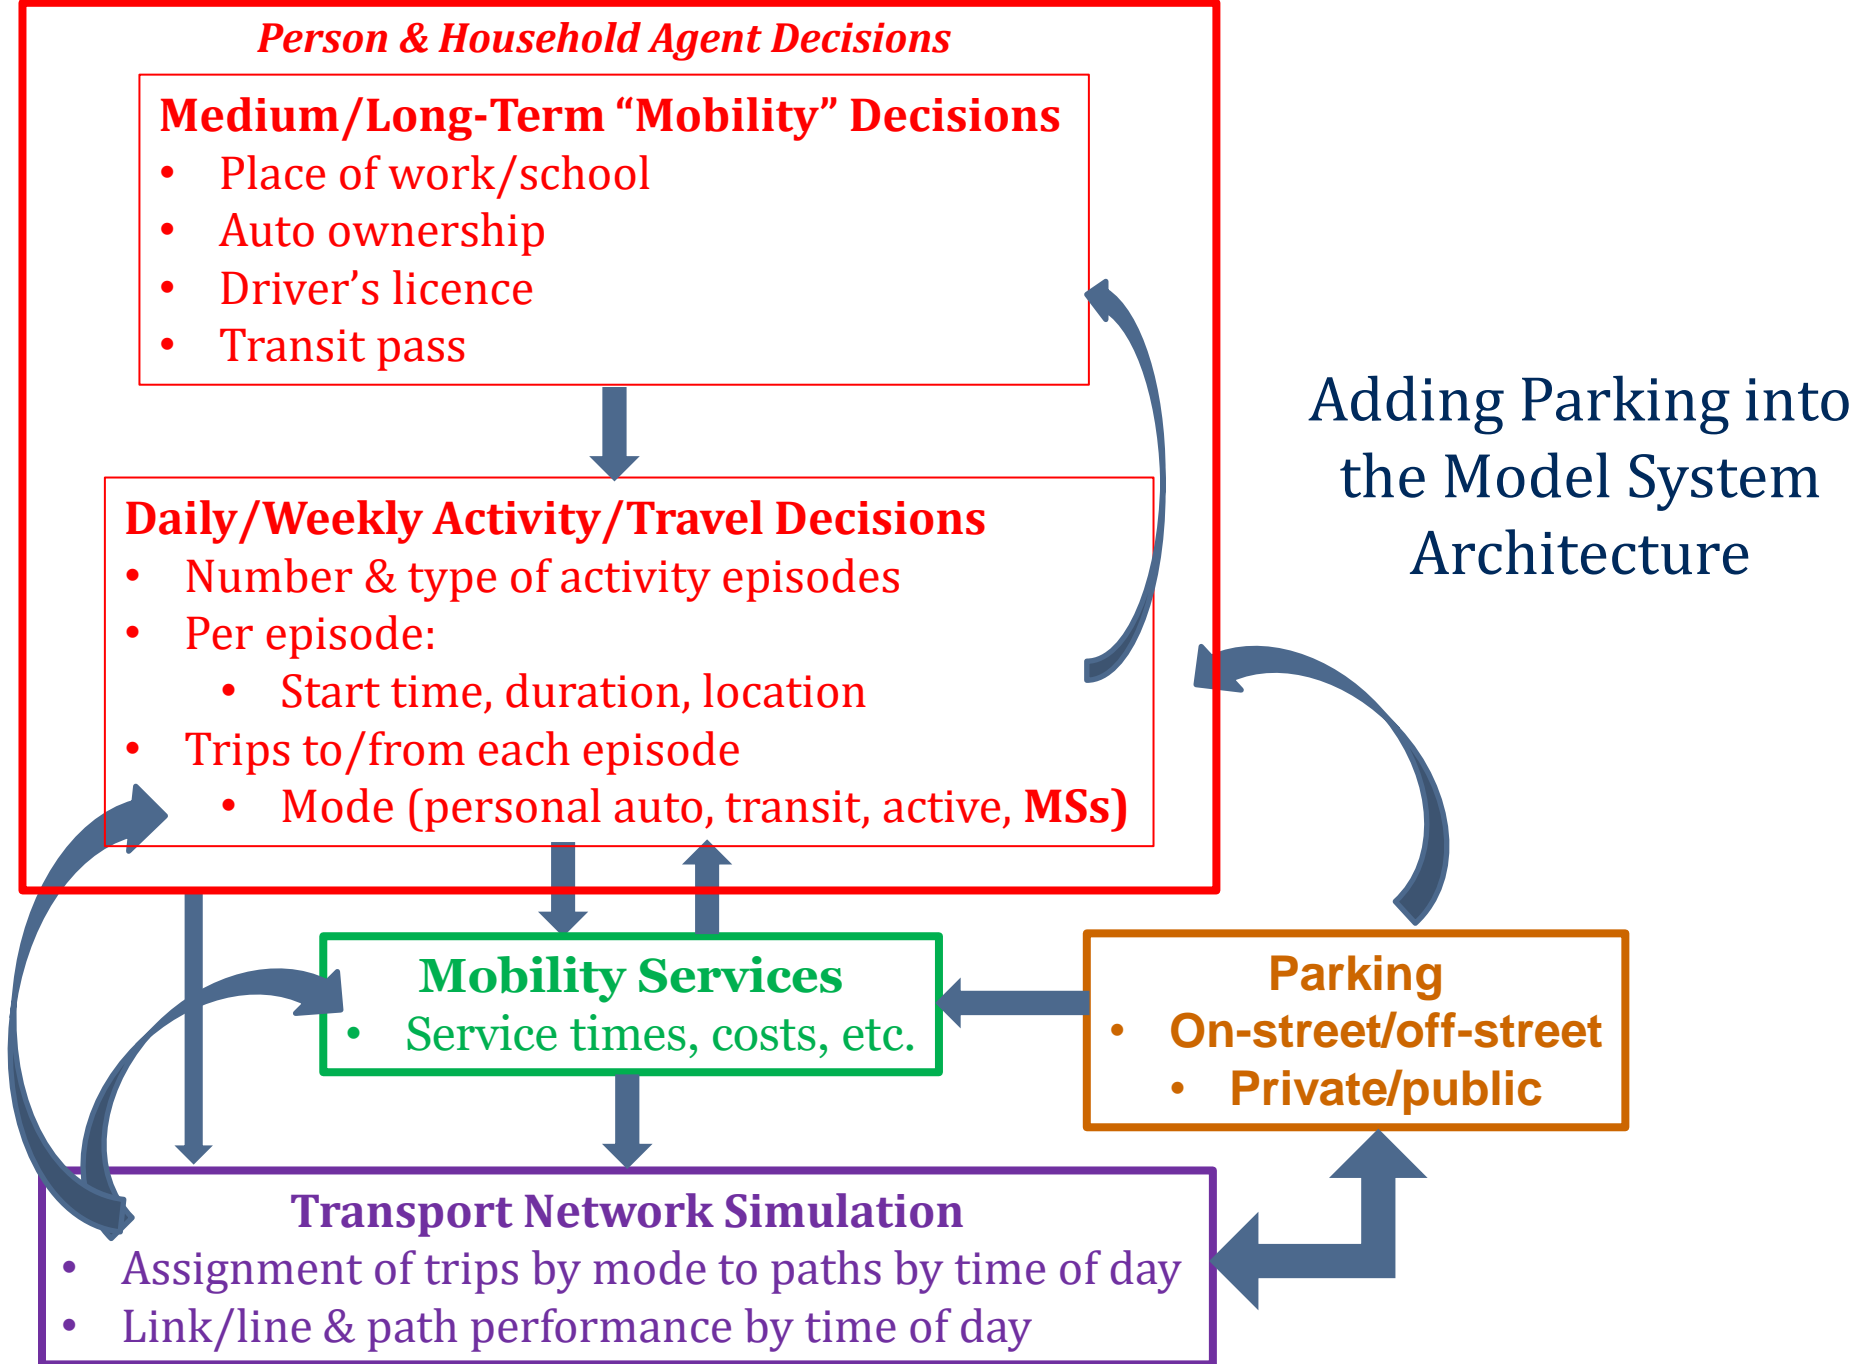 Person & Household Agent Decisions
Medium/Long-Term “Mobility” Decisions
• Place of work/school
• Auto ownership
• Driver’s licence
• Transit pass
Daily/Weekly Activity/Travel Decisions
• Number & type of activity episodes
• Per episode:
• Start time, duration, location
• Trips to/from each episode
• Mode (personal auto, transit, active, MSs)
Adding Parking into
the Model System
Architecture
Mobility Services
• Service times, costs, etc.
Parking
• On-street/off-street
• Private/public
Transport Network Simulation
• Assignment of trips by mode to paths by time of day
• Link/line & path performance by time of day